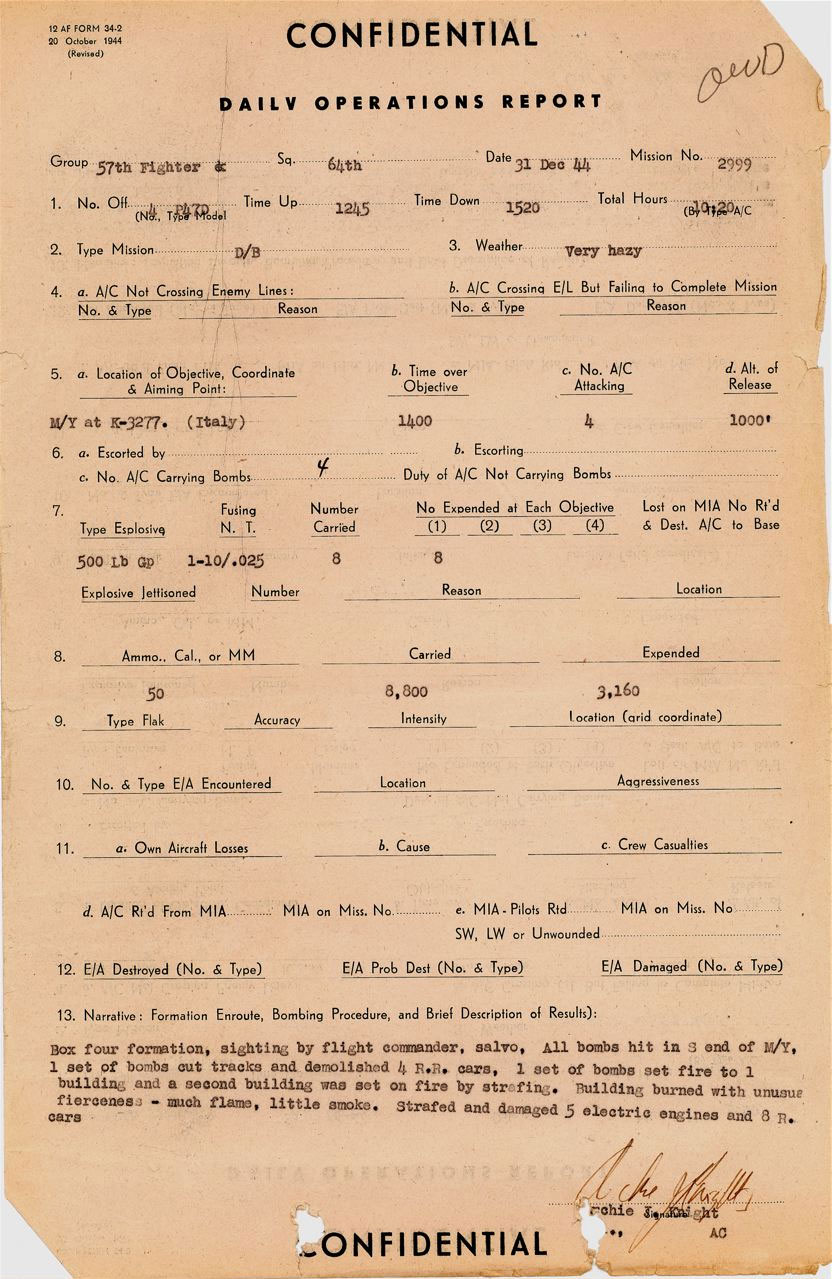 12 AF FORM 34-2
20 October 1944
(Revised)
CONFIDENTIAL
DAILV OPERATIONS REPORT
Group 57th Fighter & Sq. 64th Date 31 Dec 44 Mission No. 2999
1. No. Off 4 P47D Time Up 1245 Time Down 1520 Total Hours 10:20
(No., Type Model (By Type A/C
2. Type Mission D/B 3. Weather Very hazy
4. a. A/C Not Crossing Enemy Lines: b. A/C Crossing E/L But Failing to Complete Mission
No. & Type Reason No. & Type Reason
5. a. Location of Objective, Coordinate b. Time over c. No. A/C d. Alt. of
& Aiming Point: Objective Attacking Release
M/Y at K-3277. (Italy) 1400 4 1000'
6. a. Escorted by b. Escorting
c. No. A/C Carrying Bombs 4 Duty of A/C Not Carrying Bombs
7. Fusing Number No Expended at Each Objective Lost on MIA No Rt'd
Type Explosive N. T. Carried (1) (2) (3) (4) & Dest. A/C to Base
500 Lb Gp 1-10/.025 8 8
Explosive Jettisoned Number Reason Location
8. Ammo., Cal., or MM Carried Expended
50 8,800 3,160
9. Type Flak Accuracy Intensity Location (grid coordinate)
10. No. & Type E/A Encountered Location Aggressiveness
11. a. Own Aircraft Losses b. Cause c. Crew Casualties
d. A/C Rt'd From MIA MIA on Miss. No. e. MIA-Pilots Rtd MIA on Miss. No
SW, LW or Unwounded
12. E/A Destroyed (No. & Type) E/A Prob Dest (No. & Type) E/A Damaged (No. & Type)
13. Narrative: Formation Enroute, Bombing Procedure, and Brief Description of Results):
Box four formation, sighting by flight commander, salvo, All bombs hit in S end of M/Y,
1 set of bombs cut tracks and demolished 4 R.R. cars, 1 set of bombs set fire to 1
building and a second building was set on fire by strafing. Building burned with unusue
fierceness - much flame, little smoke. Strafed and damaged 5 electric engines and 8 R.
cars
Archie J. Knight
rchie J. Knight
Signature
AC
CONFIDENTIAL